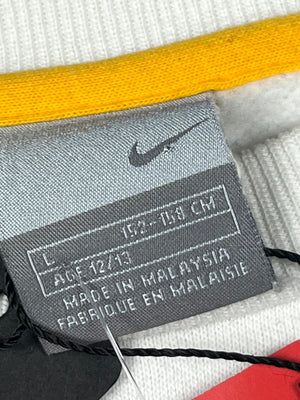 L 152-158 CM
AGE 12/13
MADE IN MALAYSIA
FABRIQUE EN MALAISIE